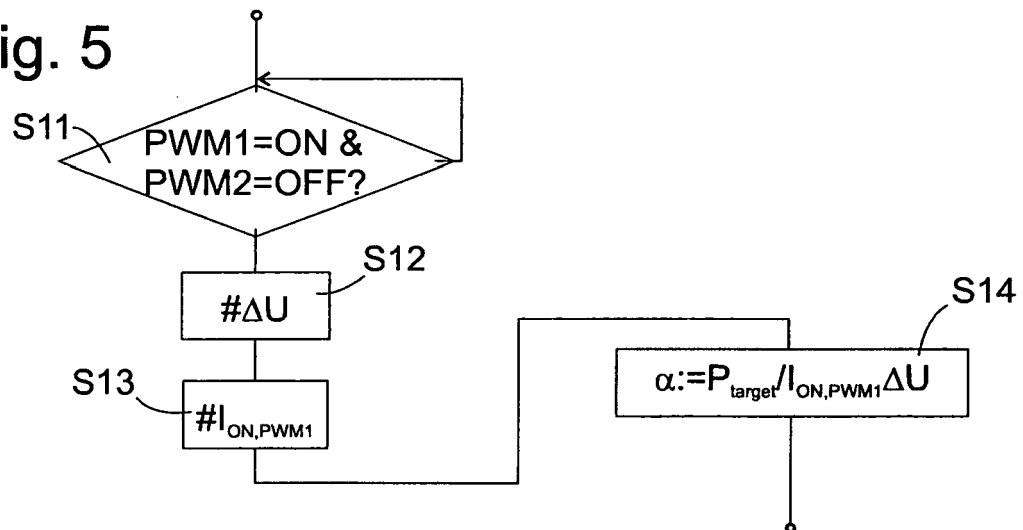 ig. 5
S11
PWM1=ON &
PWM2=OFF?
S12
#ΔU
S13
#I_ON,PWM1
S14
α:=P_target/I_ON,PWM1ΔU